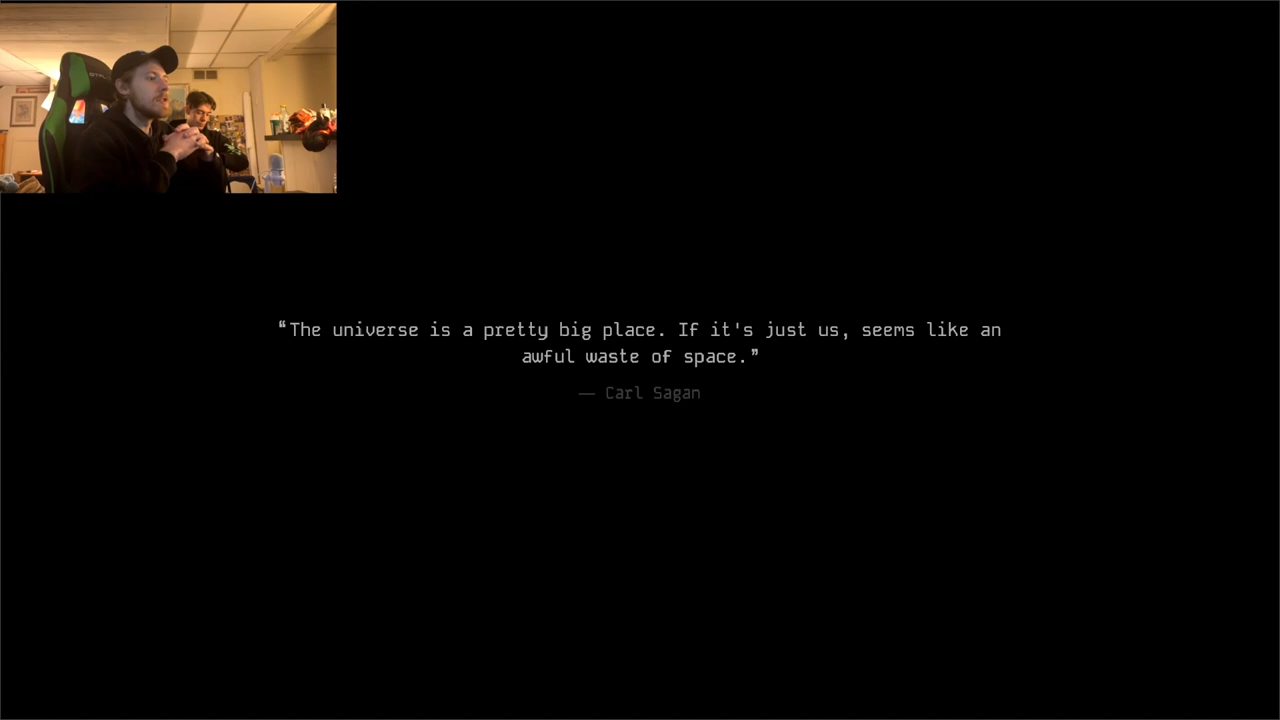 “The universe is a pretty big place. If it's just us, seems like an
awful waste of space.”
— Carl Sagan